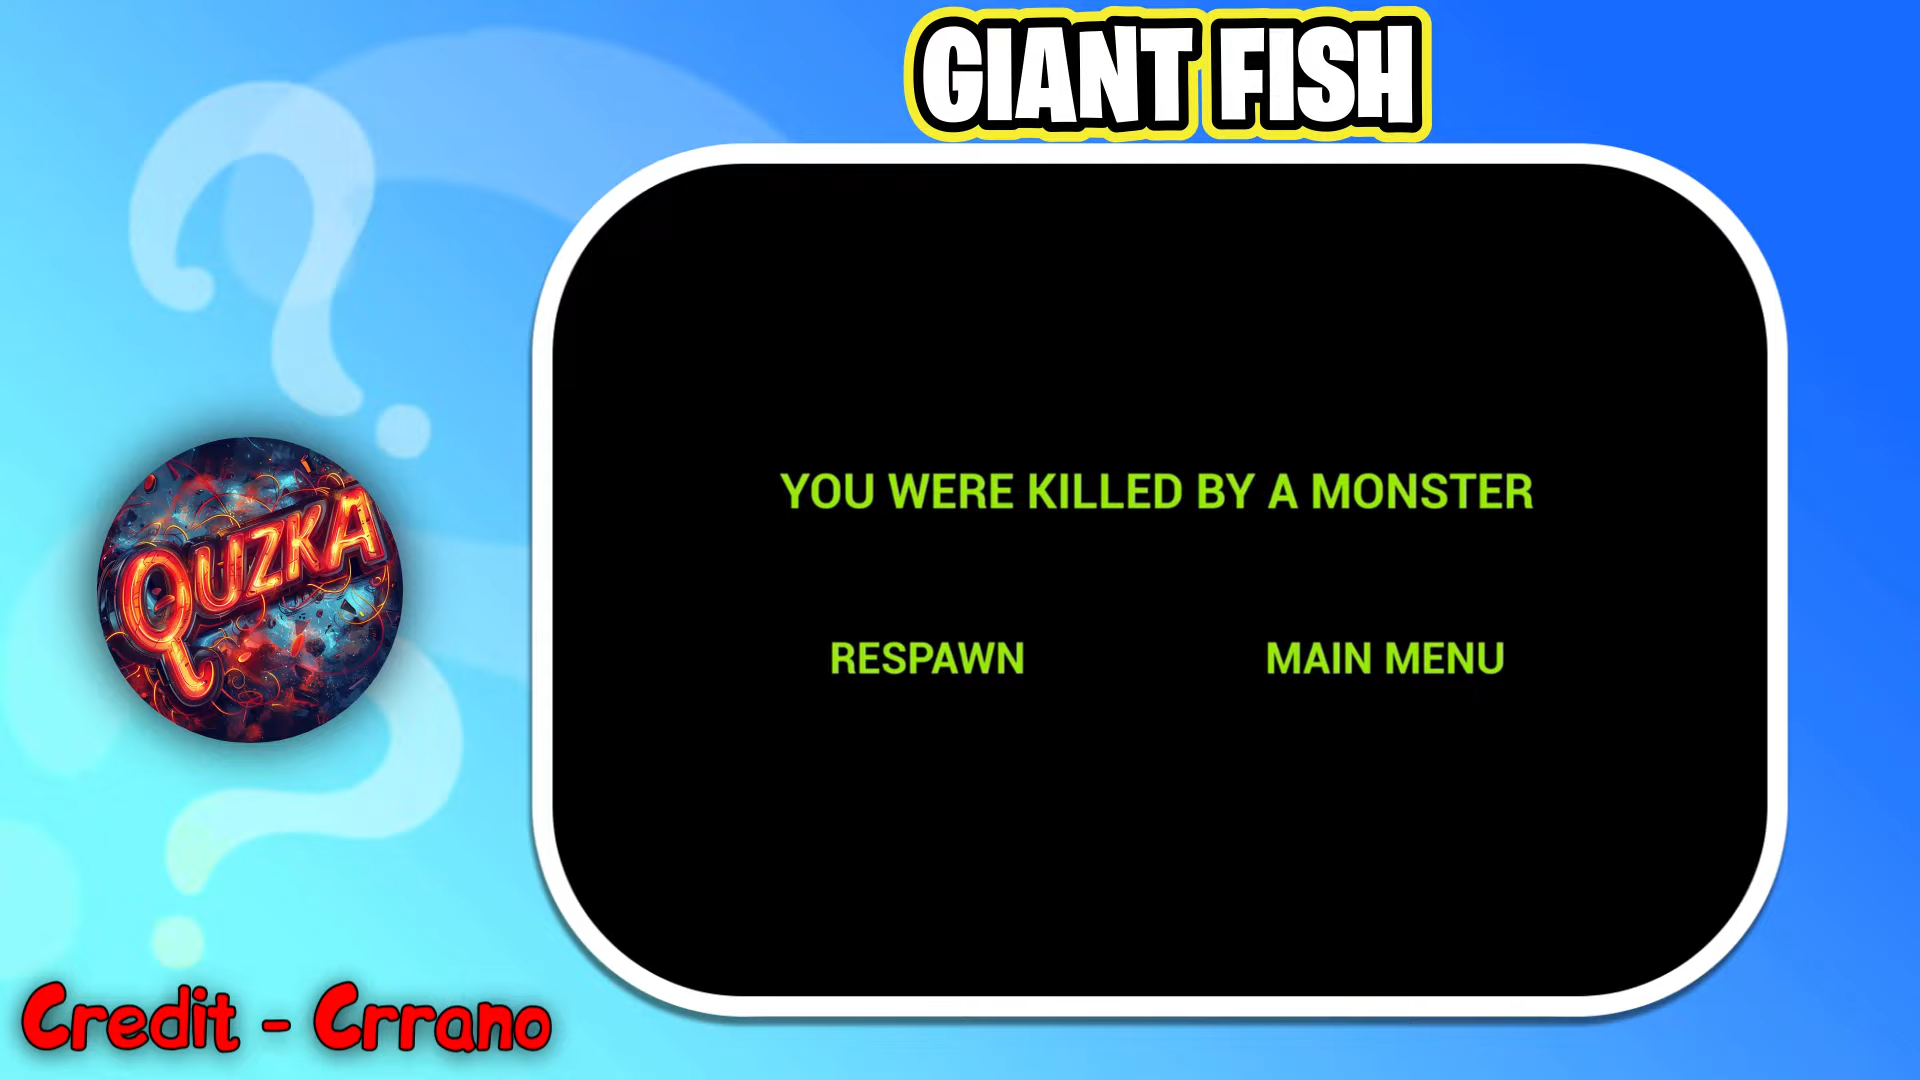 GIANT FISH
YOU WERE KILLED BY A MONSTER
RESPAWN
MAIN MENU
QUZKA
Credit - Crrano